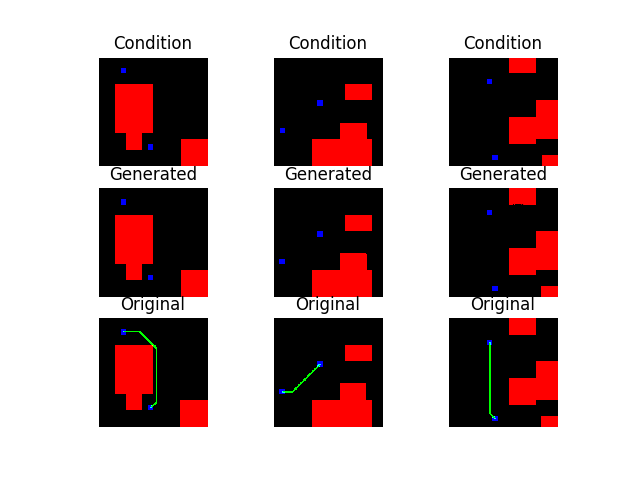 Condition Condition Condition
Generated Generated Generated
Original Original Original